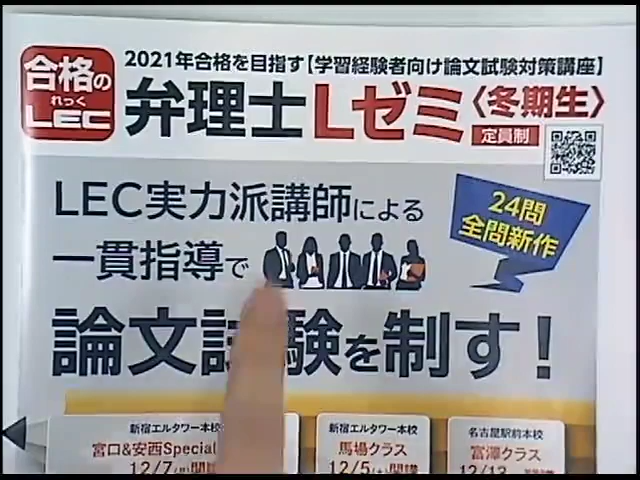 合格の
れっく
LEC
2021年合格を目指す【学習経験者向け論文試験対策講座】
弁理士Lゼミ〈冬期生〉
定員制
LEC実力派講師による
一貫指導で
24問
全問新作
論文試験を制す!
新宿エルタワー本校
宮口&安西Special
12/7(月)開講
新宿エルタワー本校
馬場クラス
12/5(土)開講
名古屋駅前本校
富澤クラス
12/13